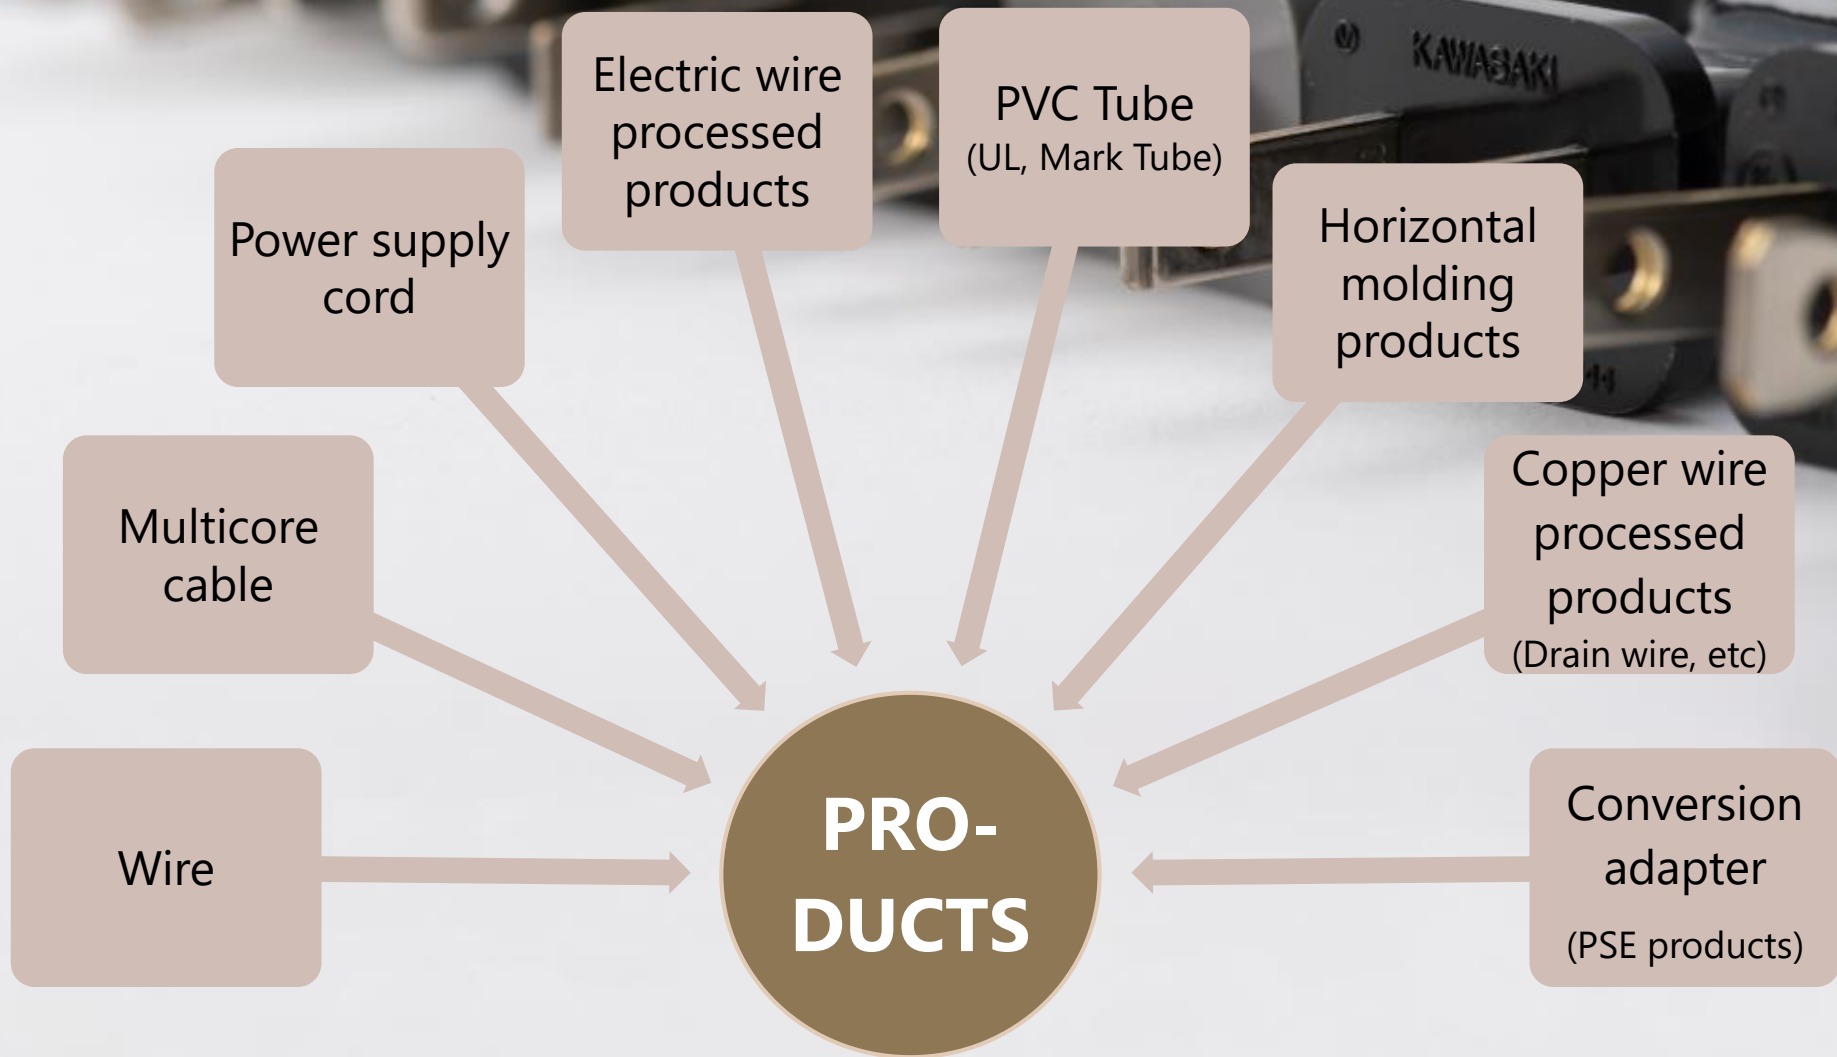 Electric wire
processed
products
PVC Tube
(UL, Mark Tube)
KAWASAKI
Power supply
cord
Horizontal
molding
products
Multicore
cable
Copper wire
processed
products
(Drain wire, etc)
Wire
PRO-
DUCTS
Conversion
adapter
(PSE products)